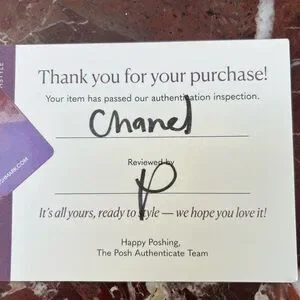 Thank you for your purchase!
Your item has passed our authentication inspection.
Chanel
Reviewed by
P
It's all yours, ready to style — we hope you love it!
Happy Poshing,
The Posh Authenticate Team